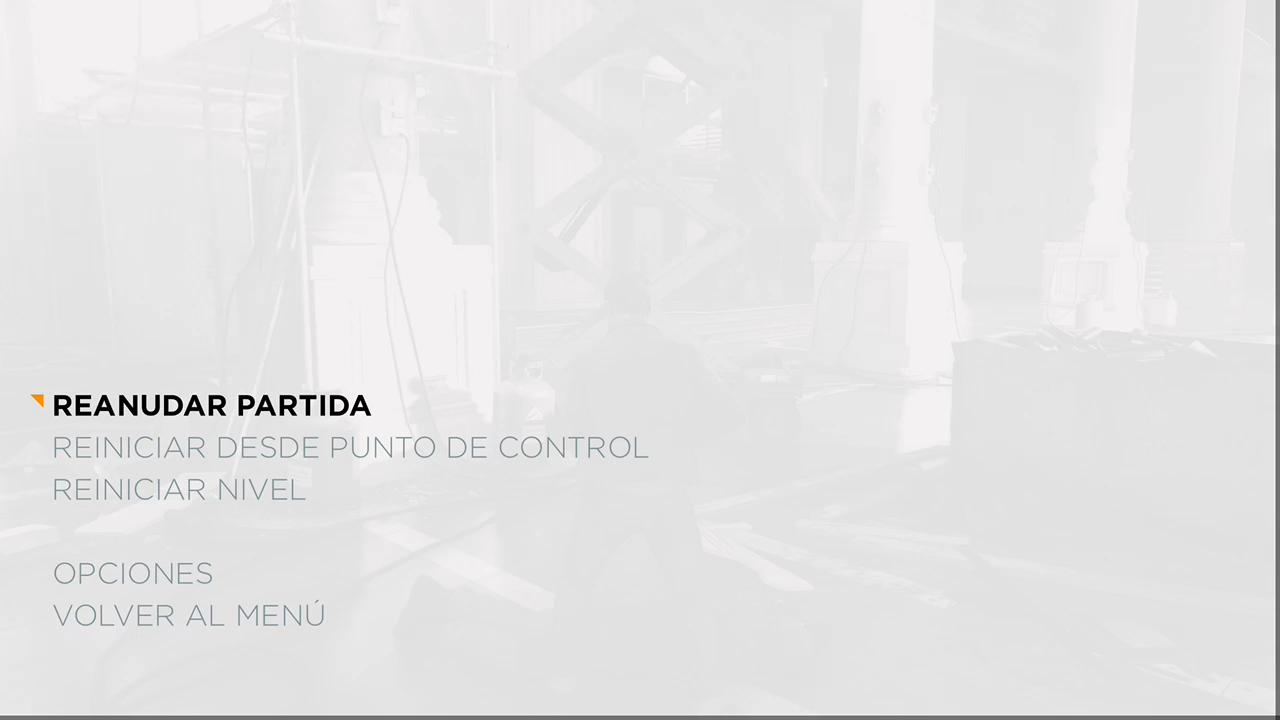 REANUDAR PARTIDA
REINICIAR DESDE PUNTO DE CONTROL
REINICIAR NIVEL
OPCIONES
VOLVER AL MENÚ